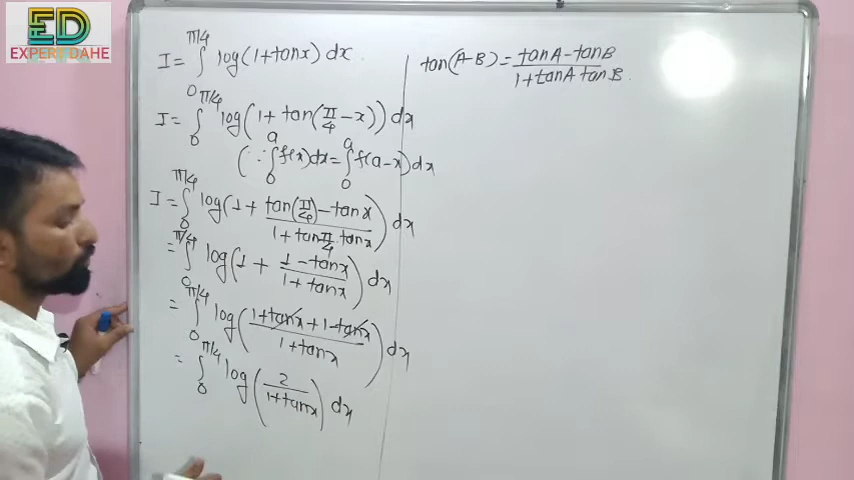 ED
EXPERT DAHE
I = ∫₀^{π/4} log(1+tanx) dx
I = ∫₀^{π/4} log(1 + tan(π/4 − x)) dx
(∵ ∫₀^a f(x)dx = ∫₀^a f(a−x)dx
I = ∫₀^{π/4} log(1 + (tan(π/4) − tanx)/(1 + tan π/4 . tanx)) dx
= ∫₀^{π/4} log(1 + (1 − tanx)/(1 + tanx)) dx
= ∫₀^{π/4} log((1+tanx+1−tanx)/(1+tanx)) dx
= ∫₀^{π/4} log(2/(1+tanx)) dx
tan(A−B) = (tanA − tanB)/(1+tanA tanB).